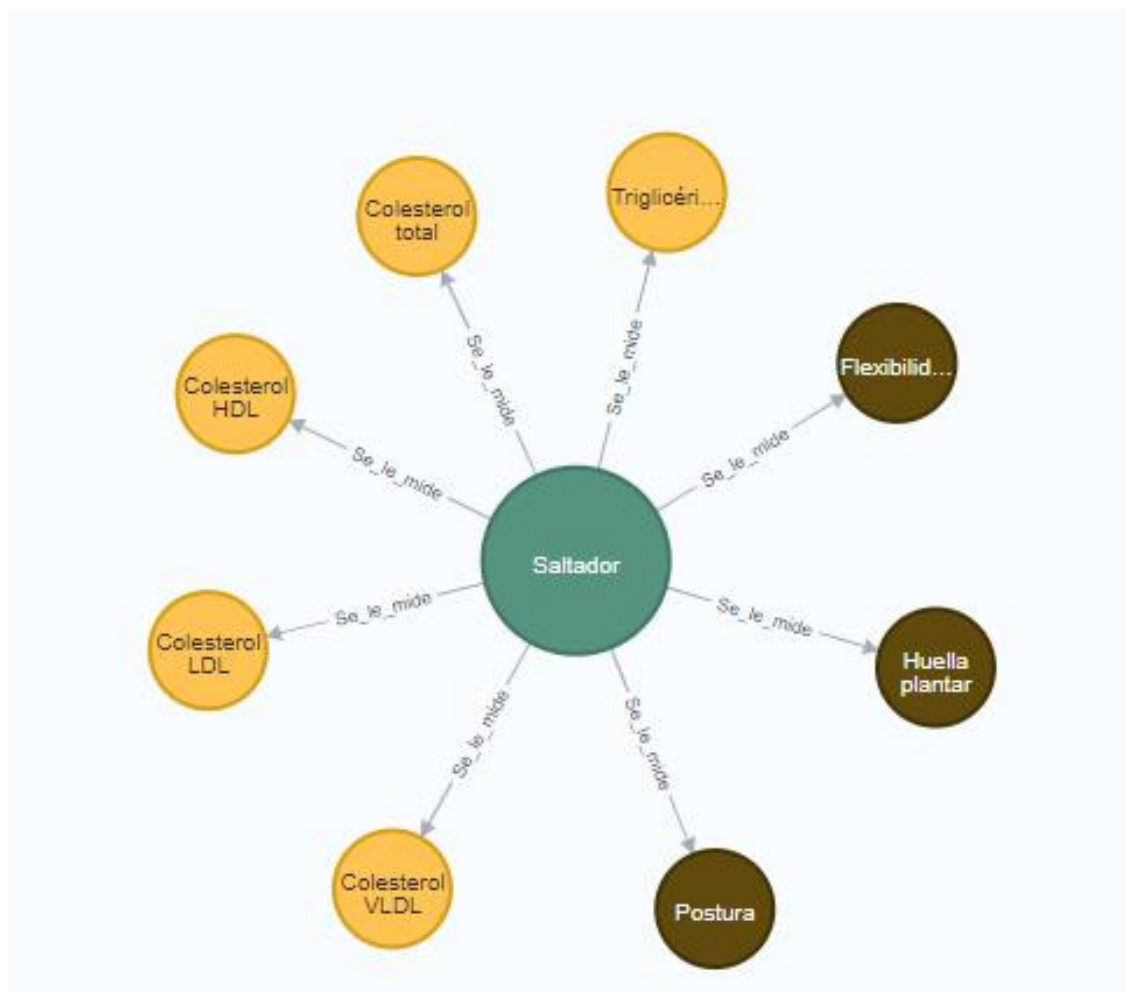 Triglicéri...
Colesterol
total
Se_le_mide
Se_le_mide
Flexibilid...
Colesterol
HDL
Se_le_mide
Se_le_mide
Saltador
Se_le_mide
Se_le_mide
Colesterol
LDL
Huella
plantar
Se_le_mide
Se_le_mide
Colesterol
VLDL
Postura